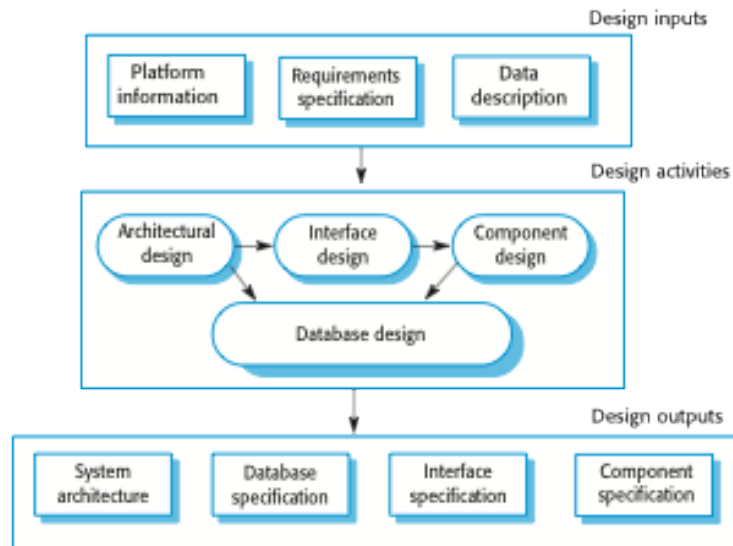 Design inputs
Platform
information
Requirements
specification
Data
description
Design activities
Architectural
design
Interface
design
Component
design
Database design
Design outputs
System
architecture
Database
specification
Interface
specification
Component
specification